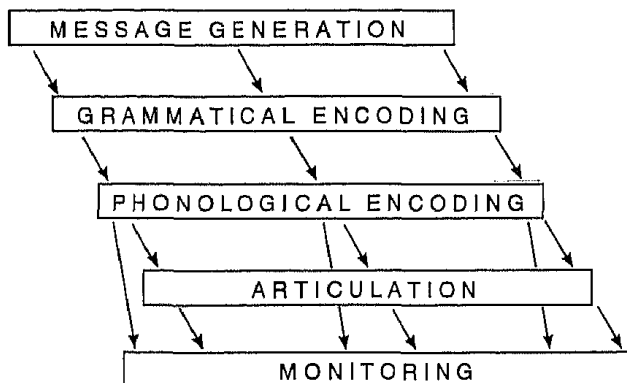 MESSAGE GENERATION
GRAMMATICAL ENCODING
PHONOLOGICAL ENCODING
ARTICULATION
MONITORING